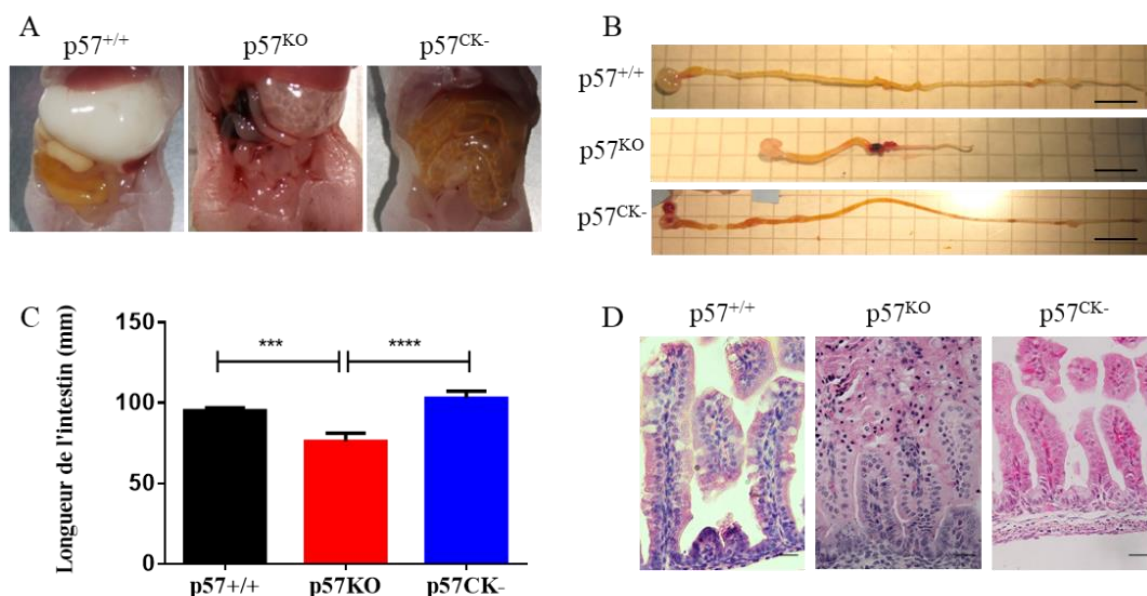 A
p57+/+ p57KO p57CK-
B
p57+/+
p57KO
p57CK-
C
Longueur de l'intestin (mm)
150
100
50
0
*** ****
p57+/+ p57KO p57CK-
D
p57+/+ p57KO p57CK-